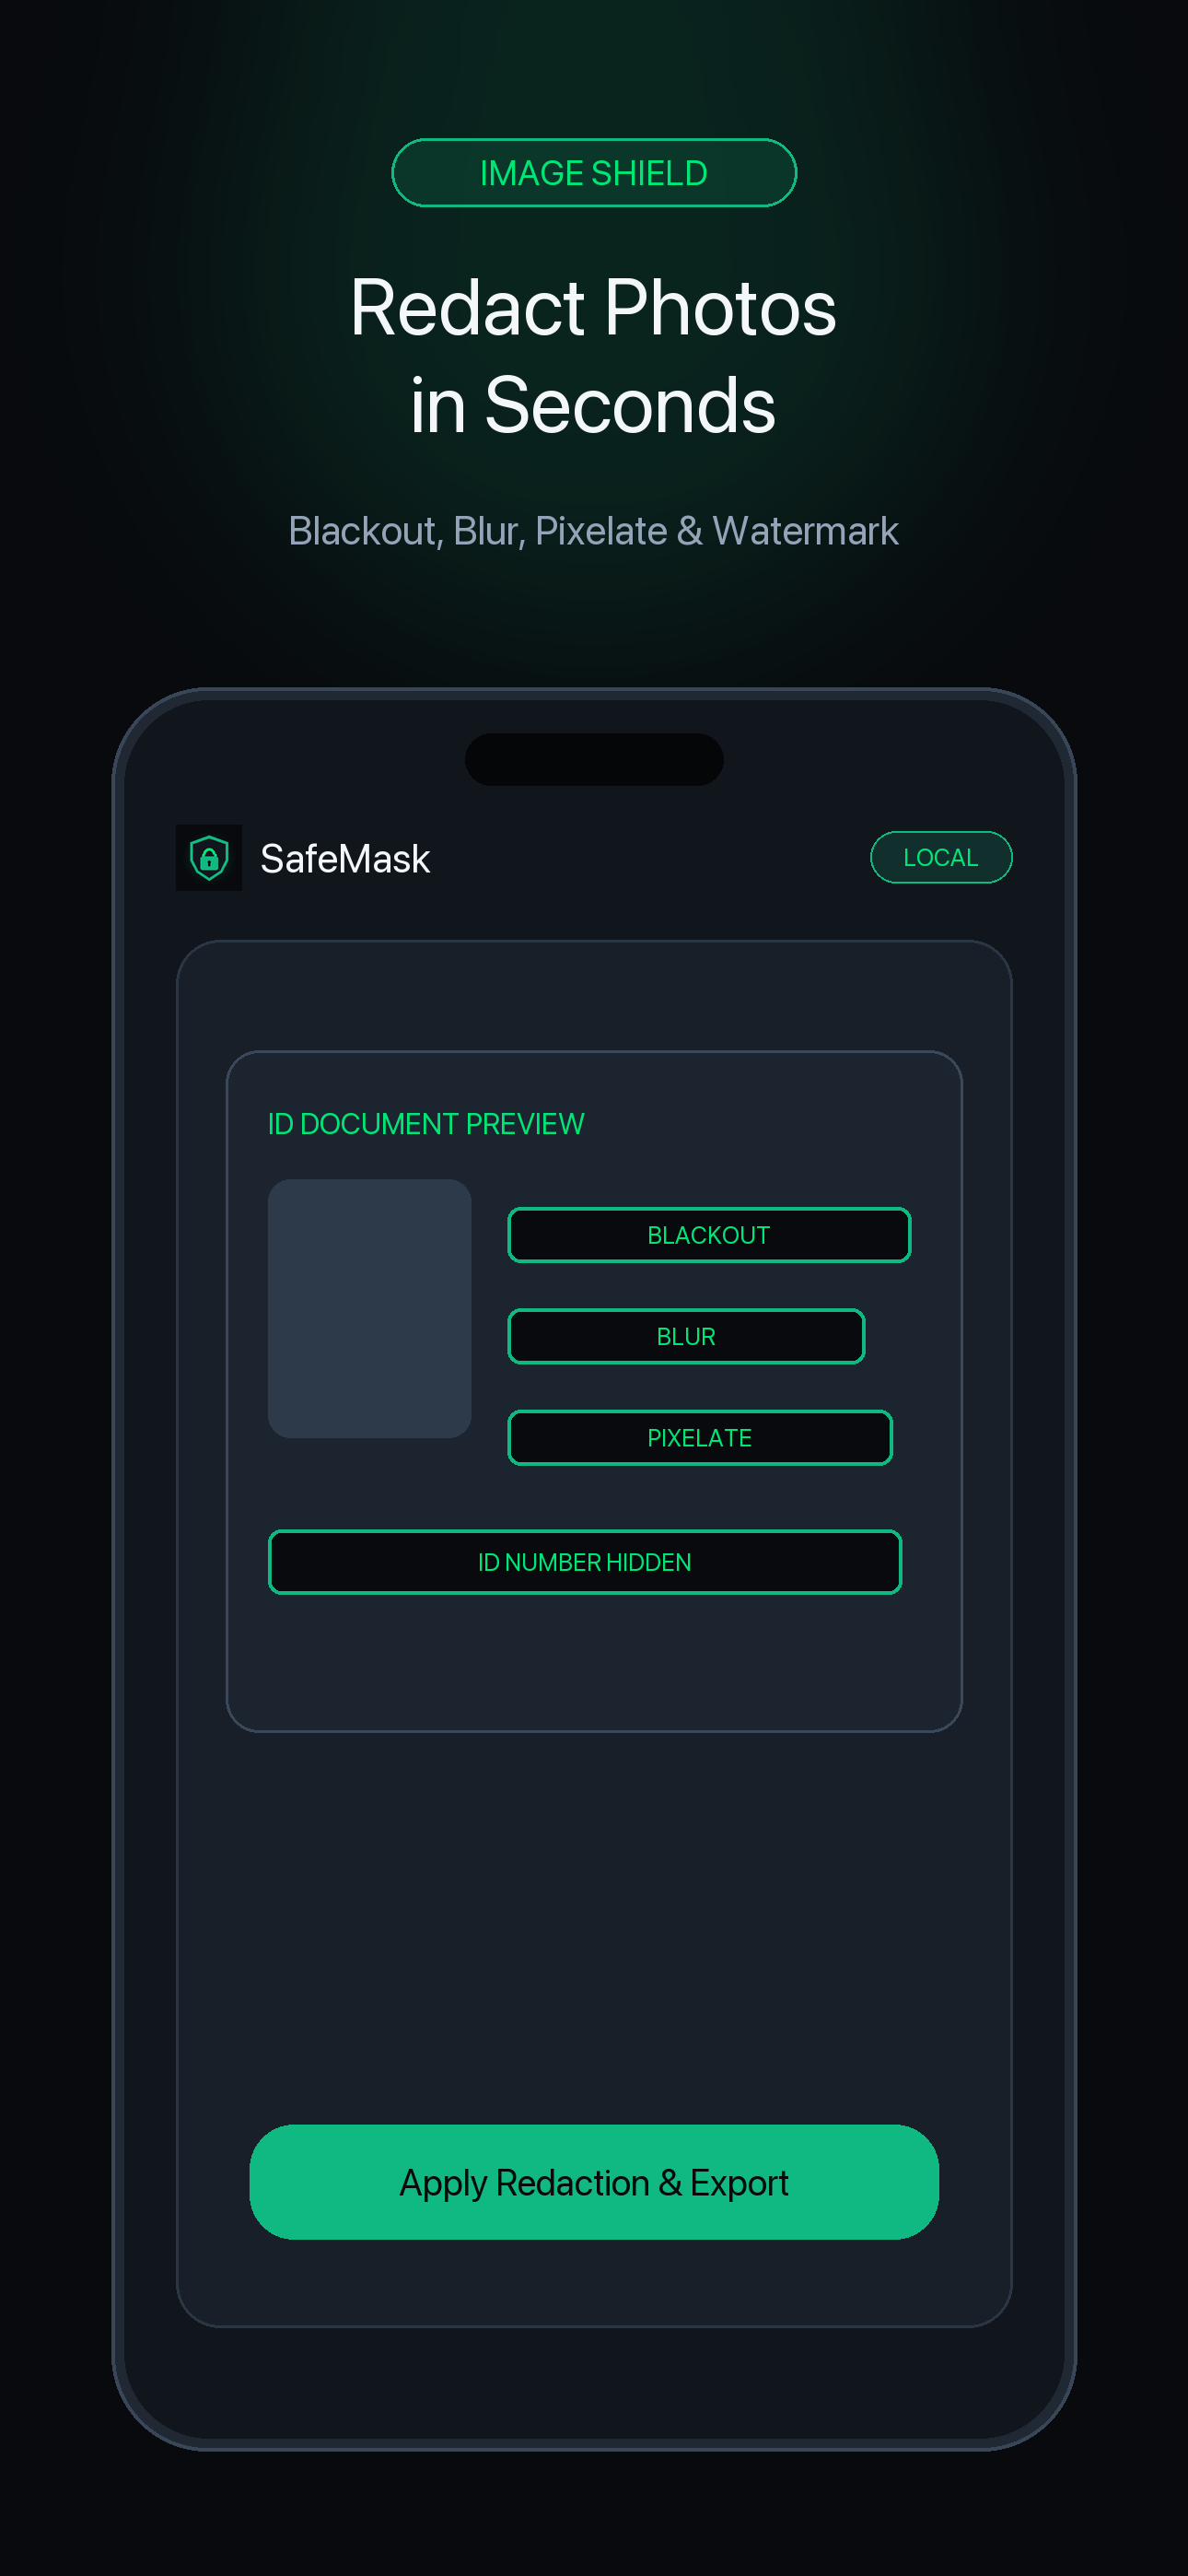 IMAGE SHIELD
Redact Photos
in Seconds
Blackout, Blur, Pixelate & Watermark
SafeMask
LOCAL
ID DOCUMENT PREVIEW
BLACKOUT
BLUR
PIXELATE
ID NUMBER HIDDEN
Apply Redaction & Export